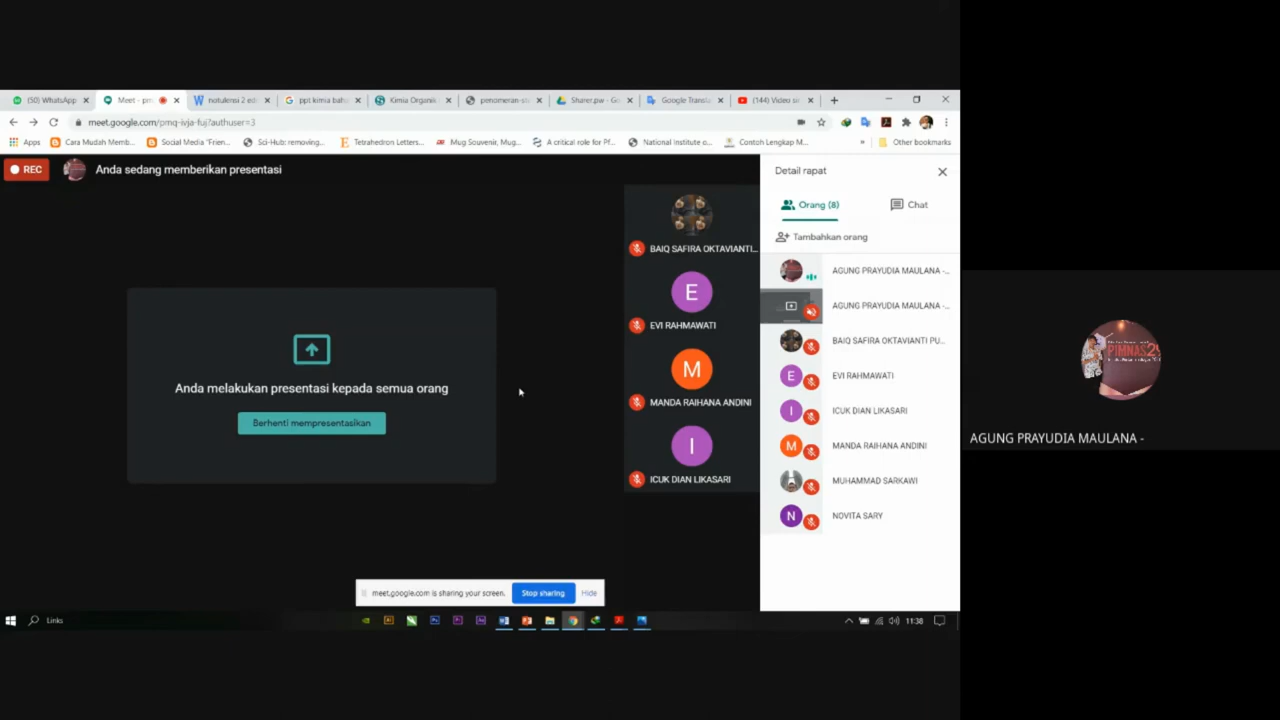 (50) WhatsApp
Meet - pm
notulensi 2 edi
ppt kimia baha
Kimia Organik
penomeran-st
Sharer.pw - Go
Google Transla
(144) Video si
meet.google.com/pmq-ivja-fuj?authuser=3
Apps
Cara Mudah Memb...
Social Media "Frien...
Sci-Hub: removing...
Tetrahedron Letters...
Mug Souvenir, Mug...
A critical role for Pf...
National Institute o...
Contoh Lengkap M...
»
Other bookmarks
REC
Anda sedang memberikan presentasi
Detail rapat
Orang (8)
Chat
Tambahkan orang
Anda melakukan presentasi kepada semua orang
Berhenti mempresentasikan
BAIQ SAFIRA OKTAVIANTI...
E
EVI RAHMAWATI
M
MANDA RAIHANA ANDINI
I
ICUK DIAN LIKASARI
AGUNG PRAYUDIA MAULANA -...
AGUNG PRAYUDIA MAULANA -...
BAIQ SAFIRA OKTAVIANTI PU...
E EVI RAHMAWATI
I ICUK DIAN LIKASARI
M MANDA RAIHANA ANDINI
MUHAMMAD SARKAWI
N NOVITA SARY
meet.google.com is sharing your screen.
Stop sharing
Hide
Links
11:38
PIMNAS29
AGUNG PRAYUDIA MAULANA -